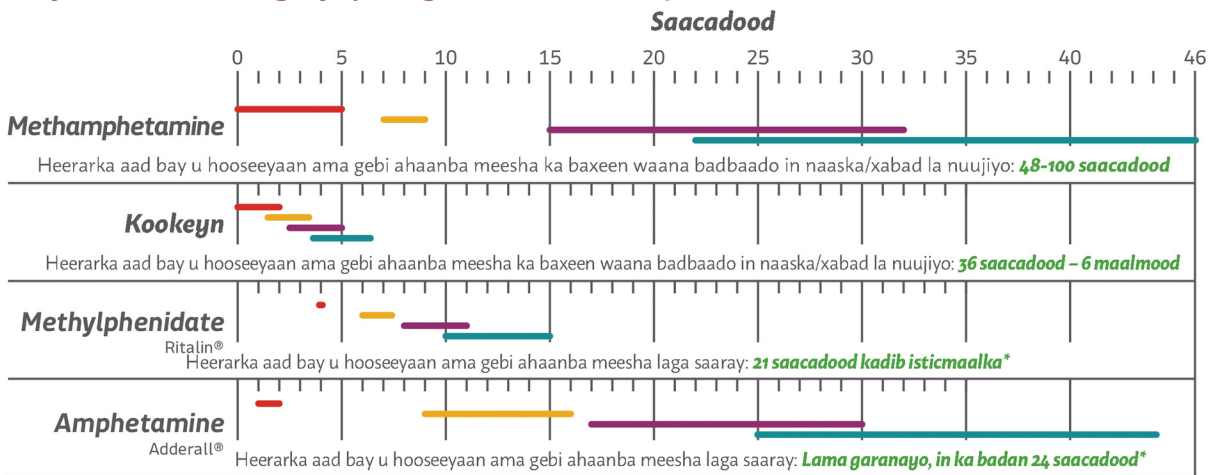 Saacadood
0 5 10 15 20 25 30 35 40 46
Methamphetamine
Heerarka aad bay u hooseeyaan ama gebi ahaanba meesha ka baxeen waana badbaado in naaska/xabad la nuujiyo: 48-100 saacadood
Kookeyn
Heerarka aad bay u hooseeyaan ama gebi ahaanba meesha ka baxeen waana badbaado in naaska/xabad la nuujiyo: 36 saacadood – 6 maalmood
Methylphenidate
Ritalin®
Heerarka aad bay u hooseeyaan ama gebi ahaanba meesha laga saaray: 21 saacadood kadib isticmaalka*
Amphetamine
Adderall®
Heerarka aad bay u hooseeyaan ama gebi ahaanba meesha laga saaray: Lama garanayo, in ka badan 24 saacadood*